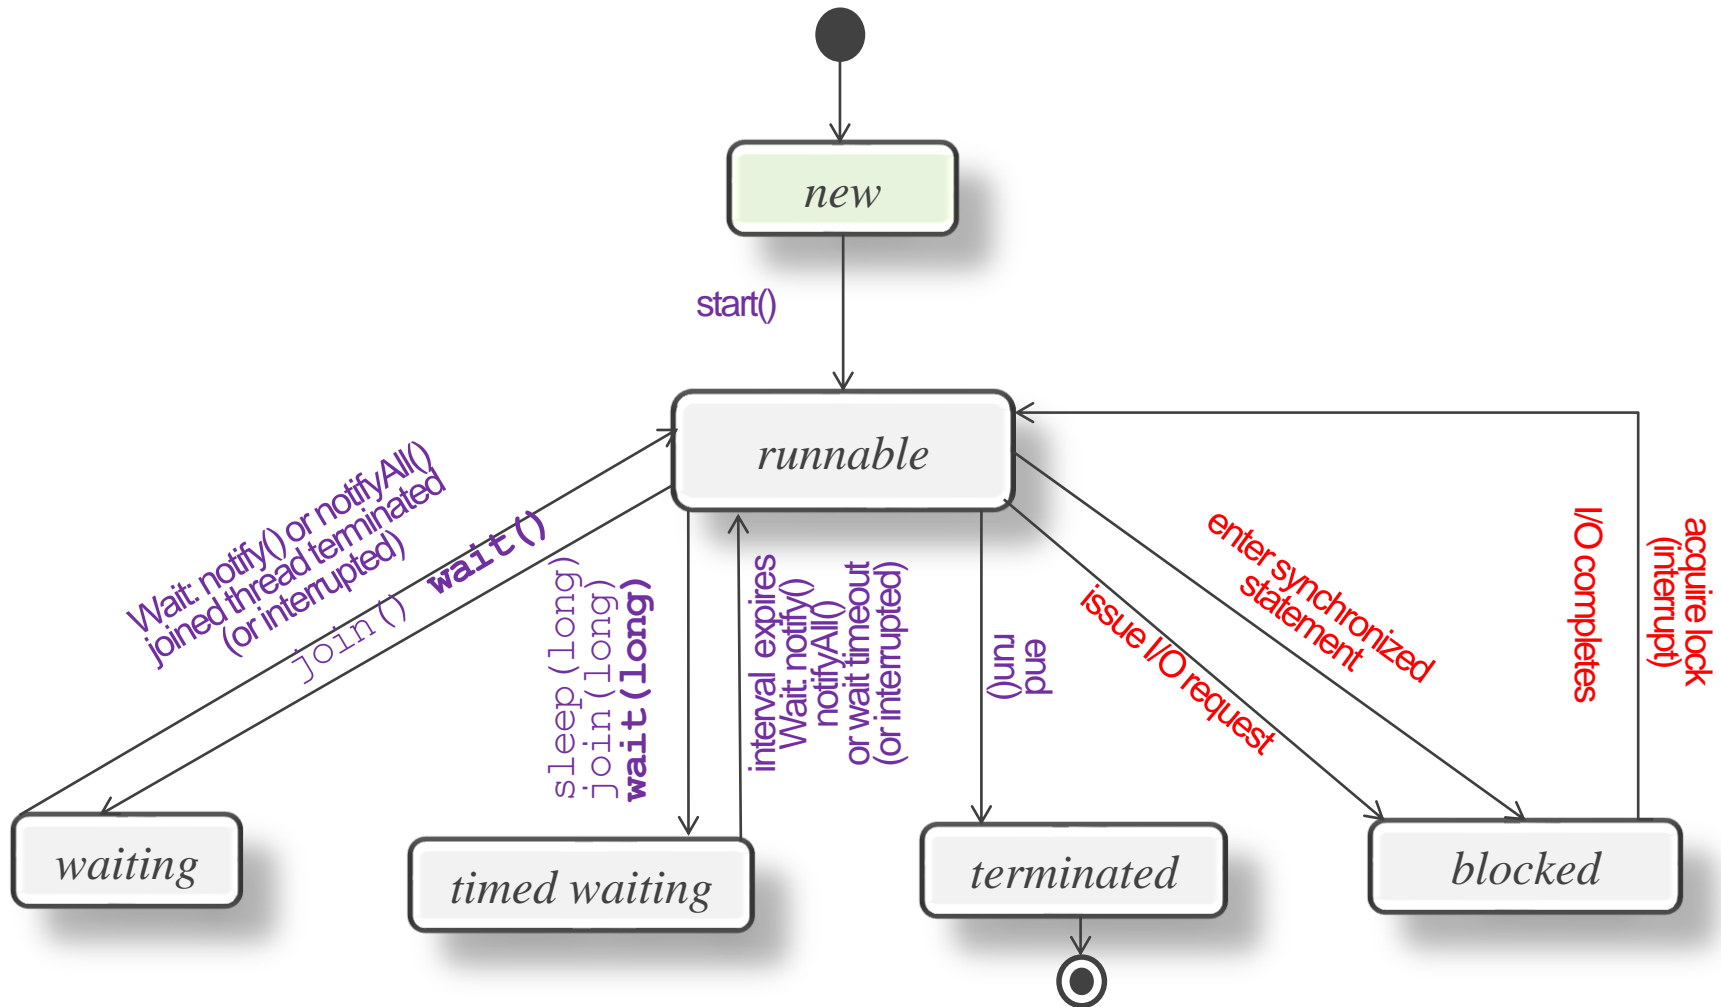 new
start()
runnable
Wait: notify() or notifyAll()
joined thread terminated
(or interrupted)
join() wait()
sleep(long)
join(long)
wait(long)
interval expires
Wait: notify()
notifyAll()
or wait timeout
(or interrupted)
end
run()
issue I/O request
enter synchronized
statement
I/O completes
acquire lock
(interrupt)
waiting
timed waiting
terminated
blocked